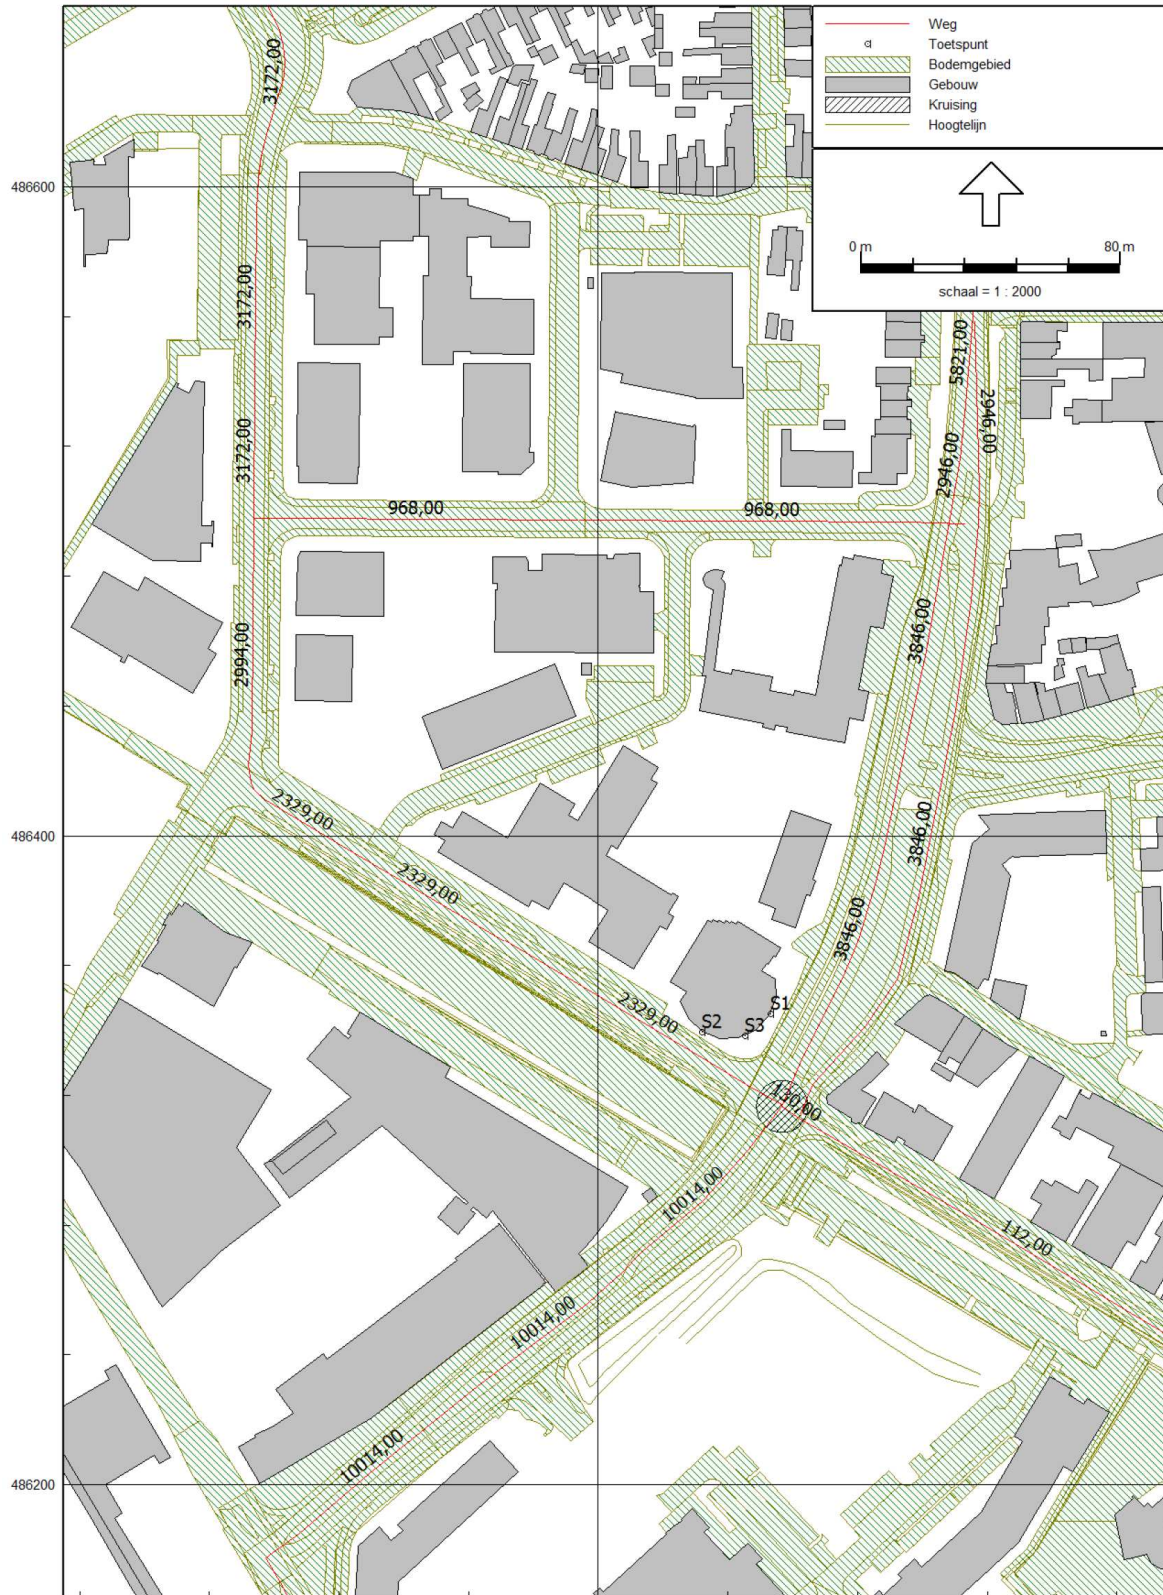 Weg
Toetspunt
Bodemgebied
Gebouw
Kruising
Hoogtelijn
0 m 80 m
schaal = 1 : 2000
3172,00
486600
3172,00
5821,00
2946,00
3172,00
2946,00
968,00
968,00
2994,00
3846,00
2329,00
3846,00
486400
2329,00
3846,00
2329,00
S1
S2
S3
130,00
10014,00
112,00
10014,00
10014,00
486200